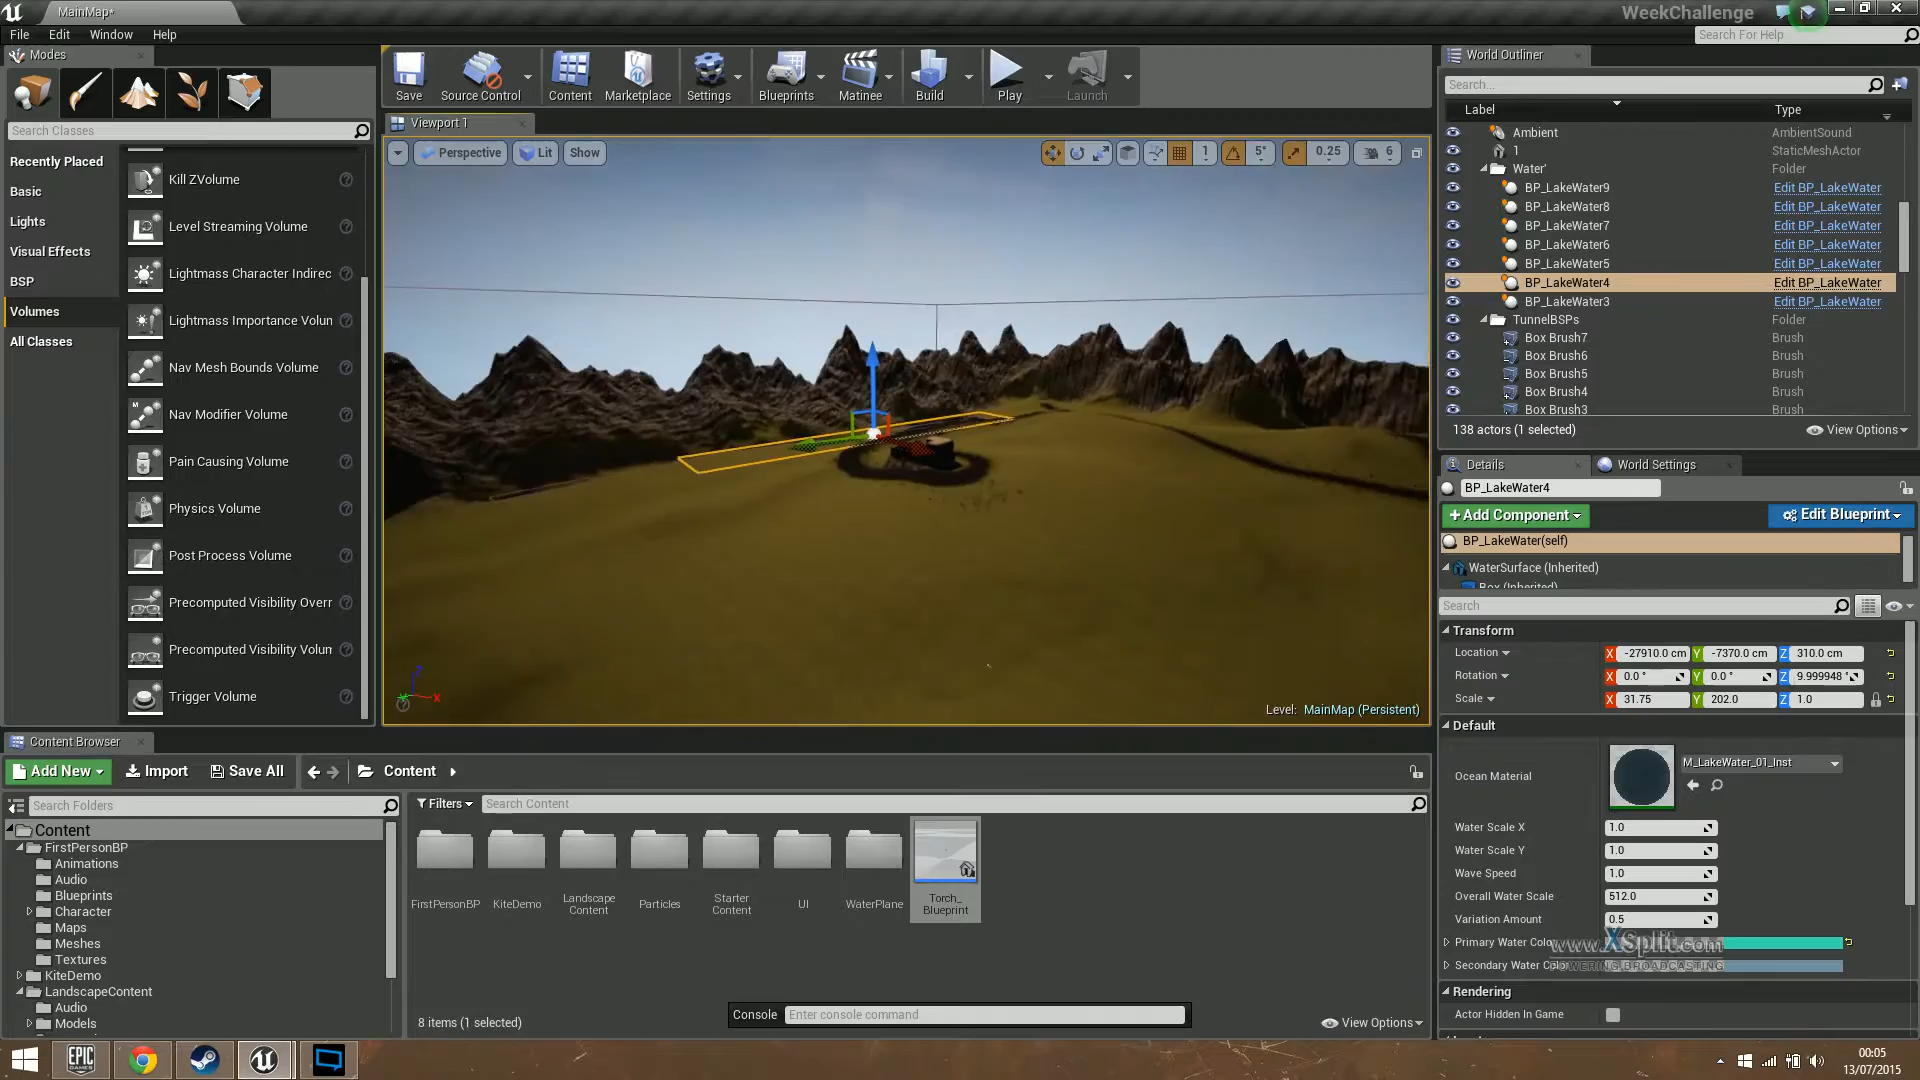 MainMap*
WeekChallenge
File Edit Window Help
Search For Help
Modes
Search Classes
Recently Placed
Basic
Lights
Visual Effects
BSP
Volumes
All Classes
Kill ZVolume
Level Streaming Volume
Lightmass Character Indirec
Lightmass Importance Volun
Nav Mesh Bounds Volume
Nav Modifier Volume
Pain Causing Volume
Physics Volume
Post Process Volume
Precomputed Visibility Overr
Precomputed Visibility Volun
Trigger Volume
Save Source Control Content Marketplace Settings Blueprints Matinee Build Play Launch
Viewport 1
Perspective Lit Show
1 5° 0.25 6
Level: MainMap (Persistent)
World Outliner
Search...
Label Type
Ambient AmbientSound
1 StaticMeshActor
Water' Folder
BP_LakeWater9 Edit BP_LakeWater
BP_LakeWater8 Edit BP_LakeWater
BP_LakeWater7 Edit BP_LakeWater
BP_LakeWater6 Edit BP_LakeWater
BP_LakeWater5 Edit BP_LakeWater
BP_LakeWater4 Edit BP_LakeWater
BP_LakeWater3 Edit BP_LakeWater
TunnelBSPs Folder
Box Brush7 Brush
Box Brush6 Brush
Box Brush5 Brush
Box Brush4 Brush
Box Brush3 Brush
138 actors (1 selected) View Options
Details World Settings
BP_LakeWater4
+Add Component Edit Blueprint
BP_LakeWater(self)
WaterSurface (Inherited)
Box (Inherited)
Search
Transform
Location X -27910.0 cm Y -7370.0 cm Z 310.0 cm
Rotation X 0.0 ° Y 0.0 ° Z 9.999948 °
Scale X 31.75 Y 202.0 Z 1.0
Default
Ocean Material M_LakeWater_01_Inst
Water Scale X 1.0
Water Scale Y 1.0
Wave Speed 1.0
Overall Water Scale 512.0
Variation Amount 0.5
Primary Water Color
Secondary Water Color
www.XSplit.com
POWERING BROADCASTING
Rendering
Actor Hidden In Game
Content Browser
Add New Import Save All Content
Search Folders
Content
FirstPersonBP
Animations
Audio
Blueprints
Character
Maps
Meshes
Textures
KiteDemo
LandscapeContent
Audio
Models
Filters Search Content
FirstPersonBP
KiteDemo
Landscape
Content
Particles
Starter
Content
UI
WaterPlane
Torch_
Blueprint
8 items (1 selected)
Console Enter console command
View Options
EPIC
GAMES
00:05
13/07/2015